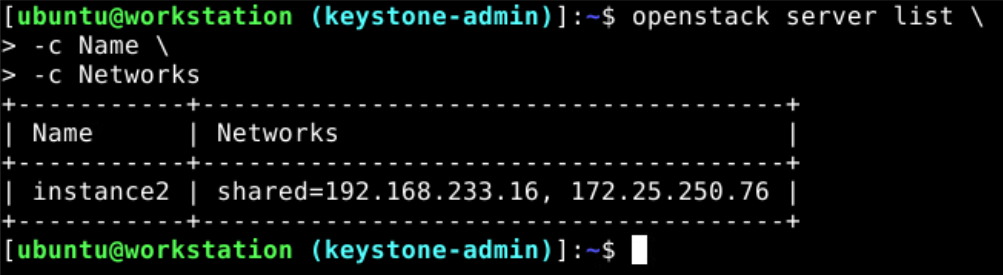 [ubuntu@workstation (keystone-admin)]:~$ openstack server list \
> -c Name \
> -c Networks
+-----------+---------------------------------------+
| Name      | Networks                              |
+-----------+---------------------------------------+
| instance2 | shared=192.168.233.16, 172.25.250.76 |
+-----------+---------------------------------------+
[ubuntu@workstation (keystone-admin)]:~$